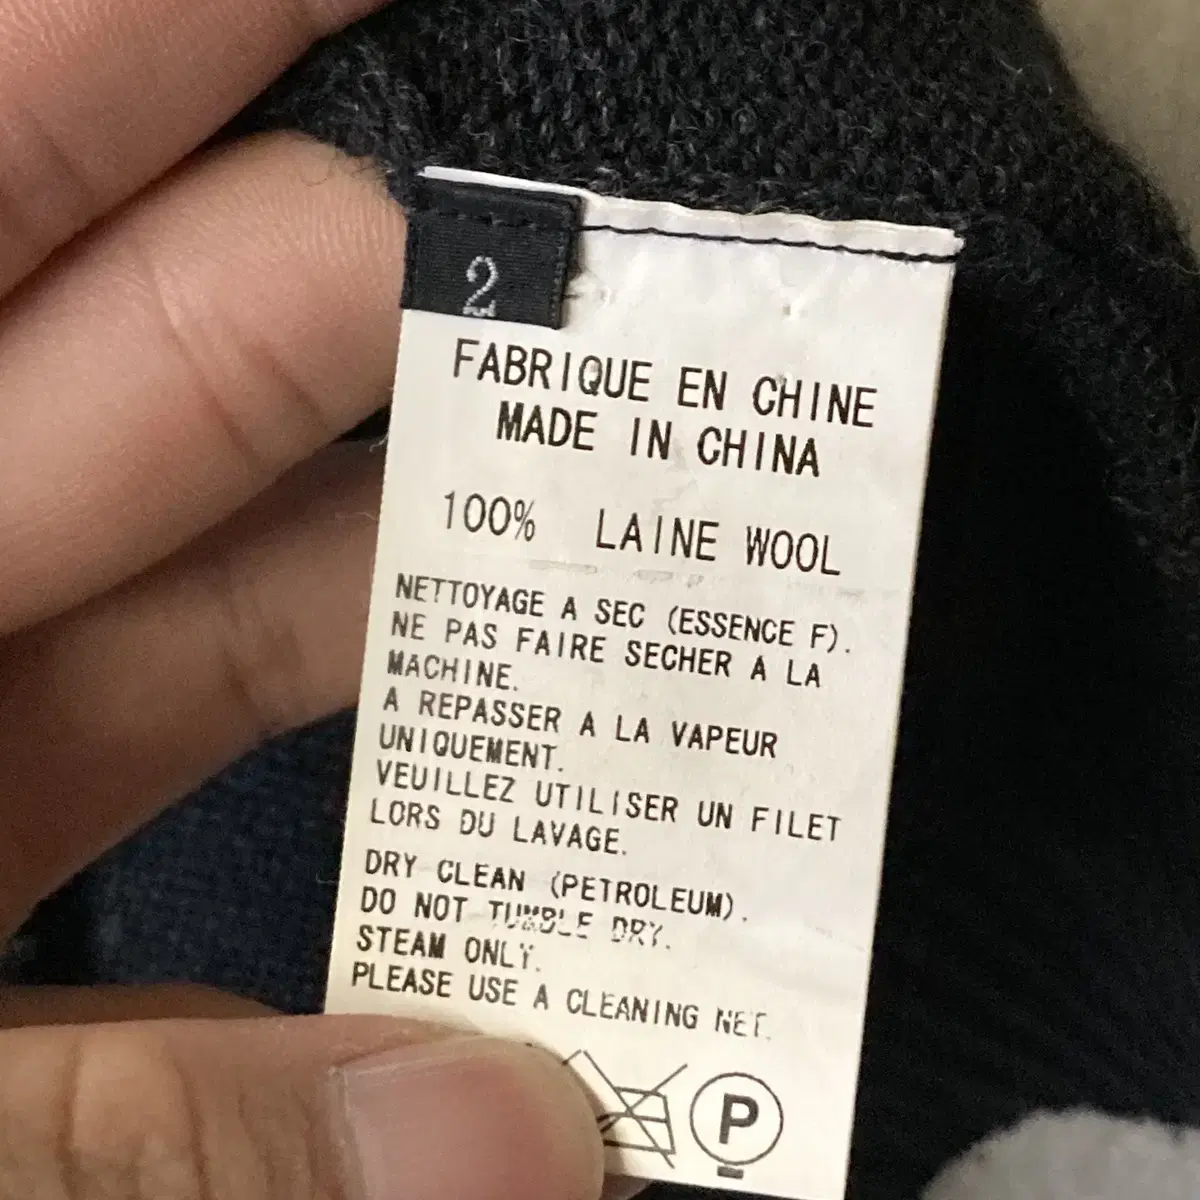 2
FABRIQUE EN CHINE
MADE IN CHINA
100% LAINE WOOL
NETTOYAGE A SEC (ESSENCE F).
NE PAS FAIRE SECHER A LA
MACHINE.
A REPASSER A LA VAPEUR
UNIQUEMENT.
VEUILLEZ UTILISER UN FILET
LORS DU LAVAGE.
DRY CLEAN (PETROLEUM).
DO NOT TUMBLE DRY.
STEAM ONLY.
PLEASE USE A CLEANING NET.
P